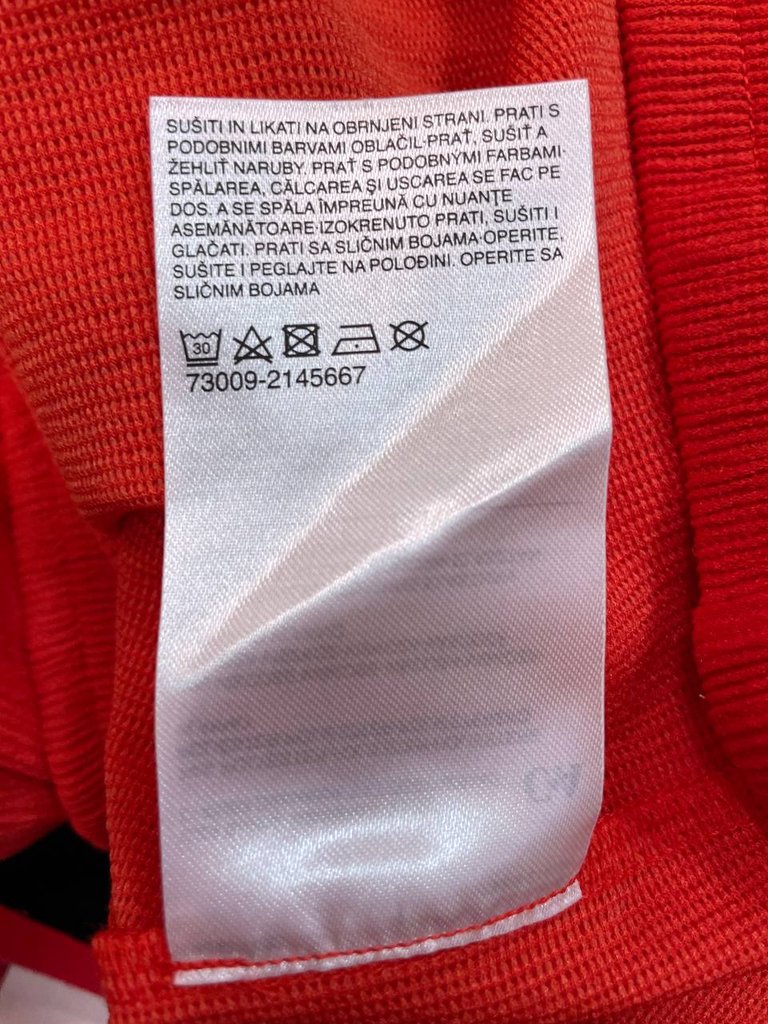 SUŠITI IN LIKATI NA OBRNJENI STRANI. PRATI S
PODOBNIMI BARVAMI OBLAČIL·PRAŤ, SUŠIŤ A
ŽEHLIŤ NARUBY. PRAŤ S PODOBNÝMI FARBAMI·
SPĂLAREA, CĂLCAREA ŞI USCAREA SE FAC PE
DOS. A SE SPĂLA ÎMPREUNĂ CU NUANŢE
ASEMĂNĂTOARE·IZOKRENUTO PRATI, SUŠITI I
GLAČATI. PRATI SA SLIČNIM BOJAMA·OPERITE,
SUŠITE I PEGLAJTE NA POLOĐINI. OPERITE SA
SLIČNIM BOJAMA
30
73009-2145667